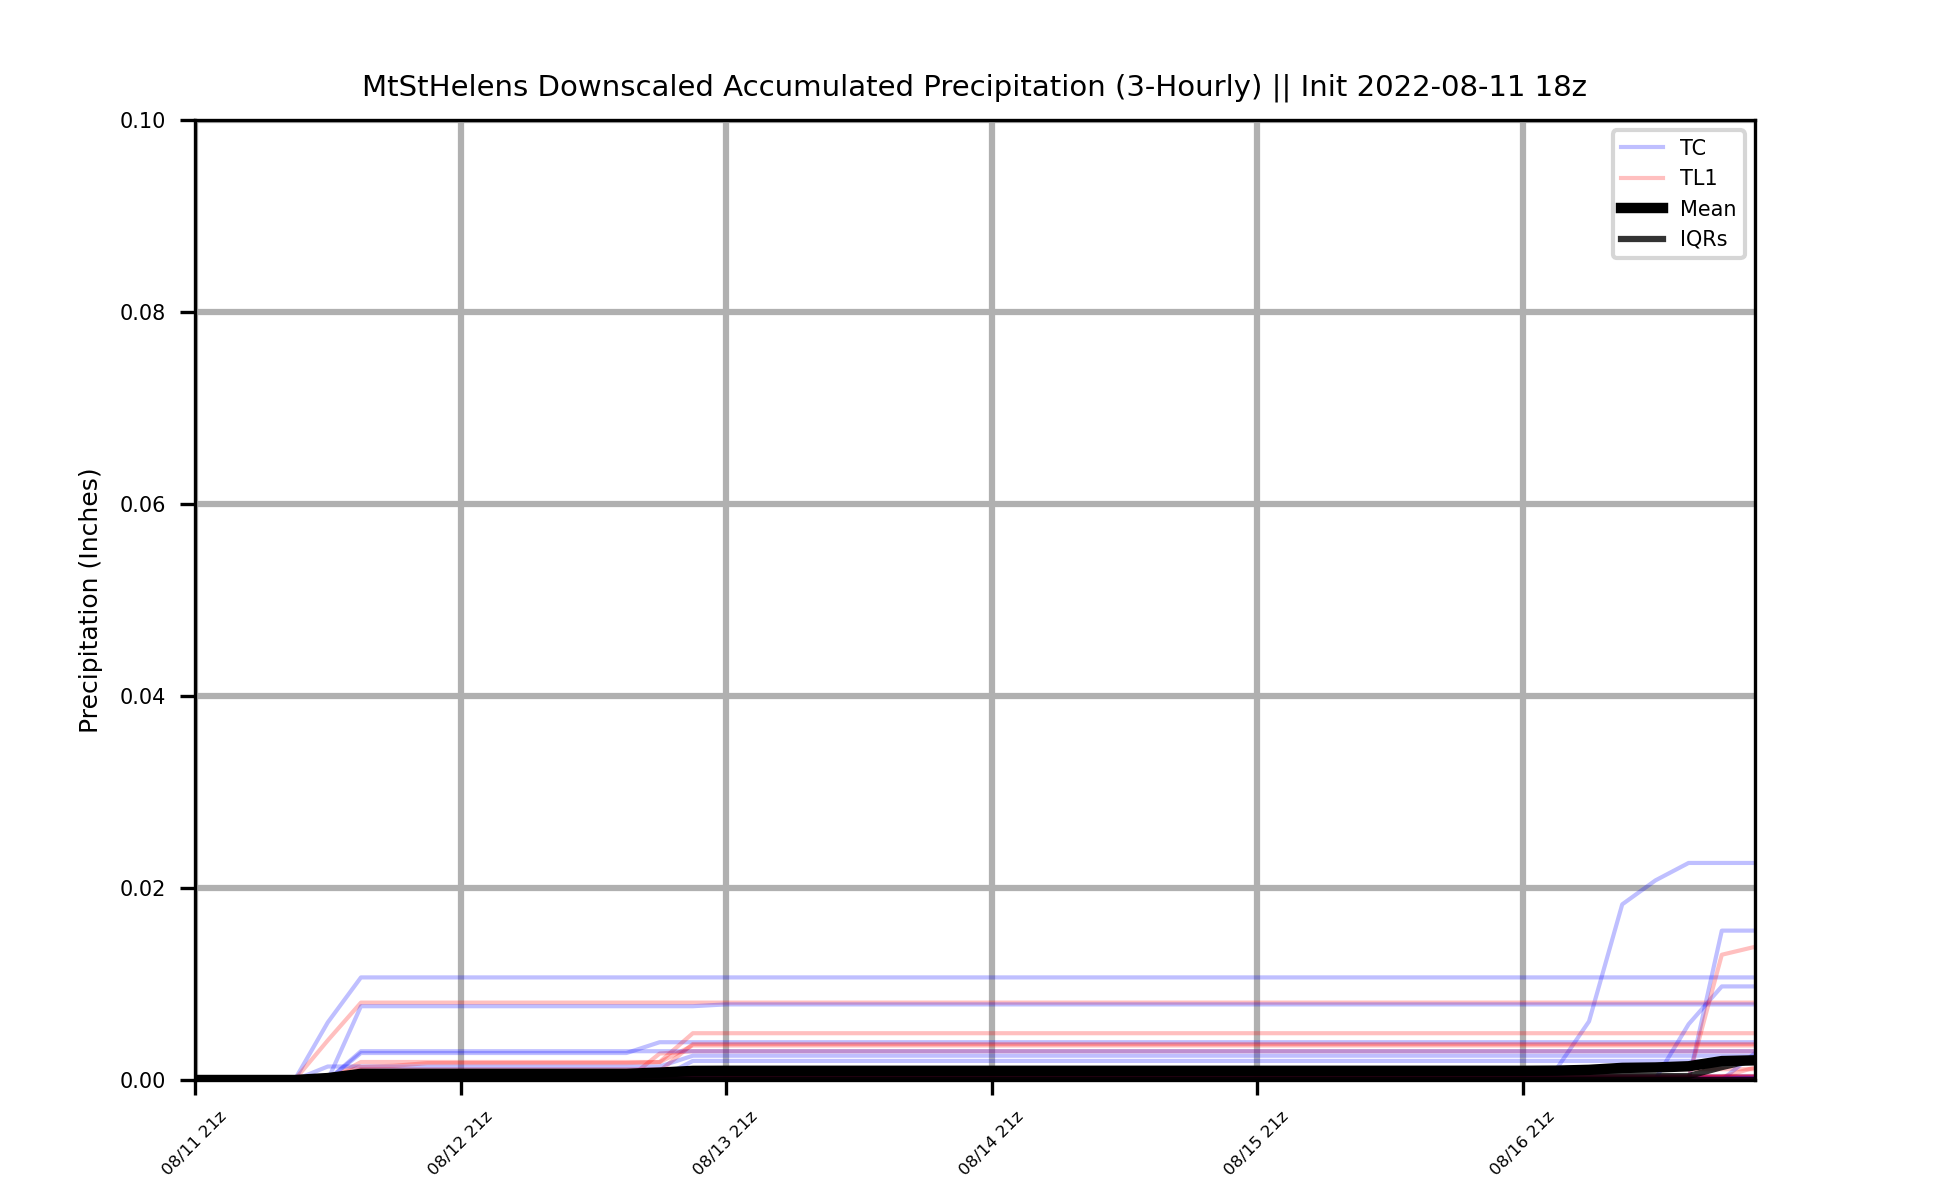 MtStHelens Downscaled Accumulated Precipitation (3-Hourly) || Init 2022-08-11 18z
TC
TL1
Mean
IQRs
Precipitation (Inches)
0.10
0.08
0.06
0.04
0.02
0.00
08/11 21z
08/12 21z
08/13 21z
08/14 21z
08/15 21z
08/16 21z